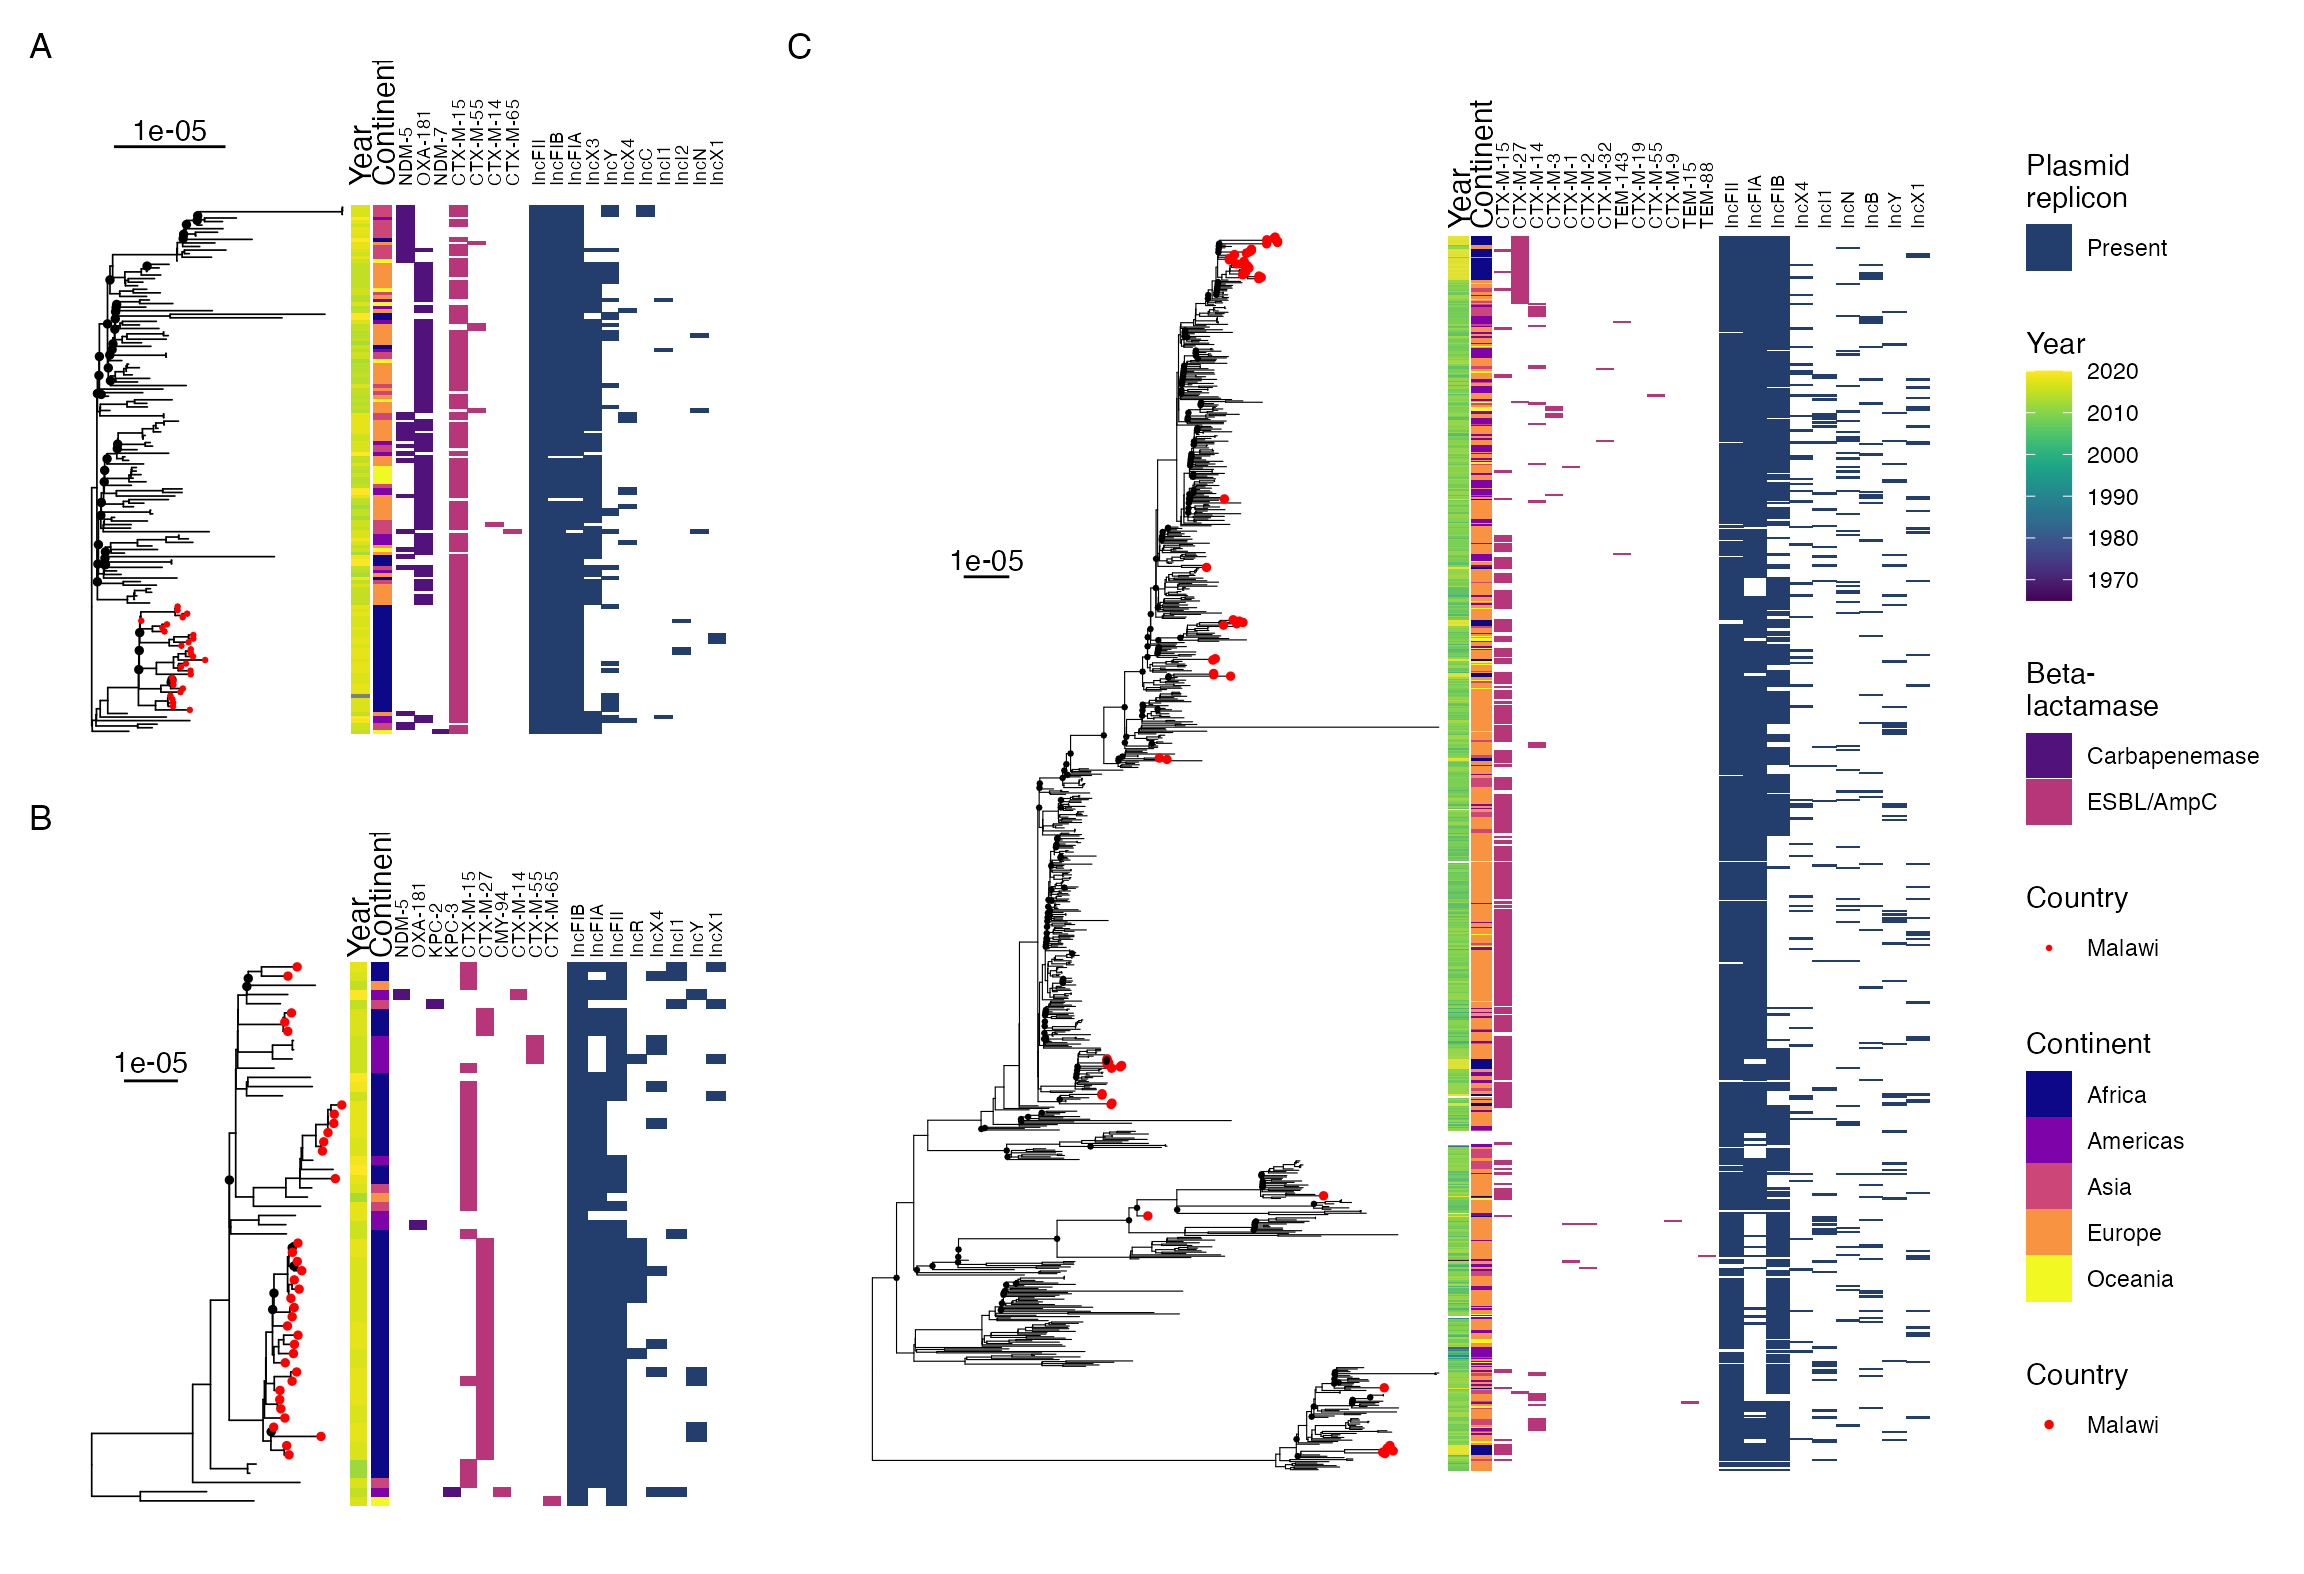 A
1e-05
Year
Continent
NDM-5
OXA-181
NDM-7
CTX-M-15
CTX-M-55
CTX-M-14
CTX-M-65
IncFII
IncFIB
IncFIA
IncX3
IncY
IncX4
IncC
IncI1
IncI2
IncN
IncX1
B
1e-05
Year
Continent
NDM-5
OXA-181
KPC-2
KPC-3
CTX-M-15
CTX-M-27
CMY-94
CTX-M-14
CTX-M-55
CTX-M-65
IncFIB
IncFIA
IncFII
IncR
IncX4
IncI1
IncY
IncX1
C
1e-05
Year
Continent
CTX-M-15
CTX-M-27
CTX-M-14
CTX-M-3
CTX-M-1
CTX-M-2
CTX-M-32
TEM-143
CTX-M-19
CTX-M-55
CTX-M-9
TEM-15
TEM-88
IncFII
IncFIA
IncFIB
IncX4
IncI1
IncN
IncB
IncY
IncX1
Plasmid
replicon
Present
Year
2020
2010
2000
1990
1980
1970
Beta-
lactamase
Carbapenemase
ESBL/AmpC
Country
Malawi
Continent
Africa
Americas
Asia
Europe
Oceania
Country
Malawi